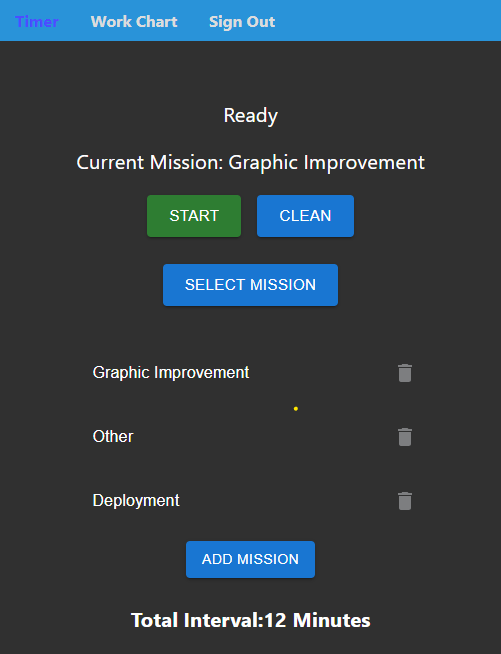 Timer Work Chart Sign Out
Ready
Current Mission: Graphic Improvement
START CLEAN
SELECT MISSION
Graphic Improvement
Other
Deployment
ADD MISSION
Total Interval:12 Minutes